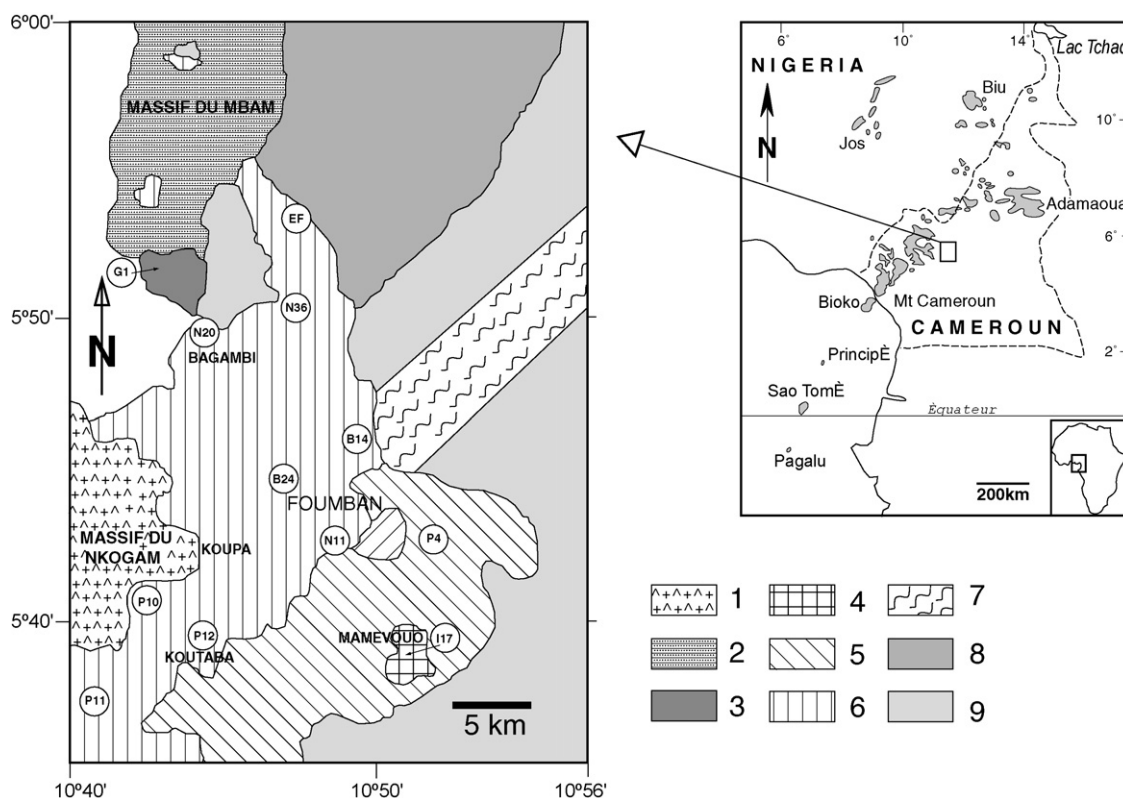 6°00'
5°50'
5°40'
10°40'
10°50'
10°56'
MASSIF DU MBAM
EF
G1
N36
N20
N
BAGAMBI
B14
B24
FOUMBAN
MASSIF DU
NKOGAM
KOUPA
N11
P4
P10
P12
MAMEVOUO
I17
KOUTABA
P11
5 km
6°
10°
14°
Lac Tchad
NIGERIA
Biu
10°
N
Jos
Adamaoua
6°
Bioko
Mt Cameroun
CAMEROUN
PrincipÈ
2°
Sao TomÈ
Èquateur
Pagalu
200km
1
4
7
2
5
8
3
6
9